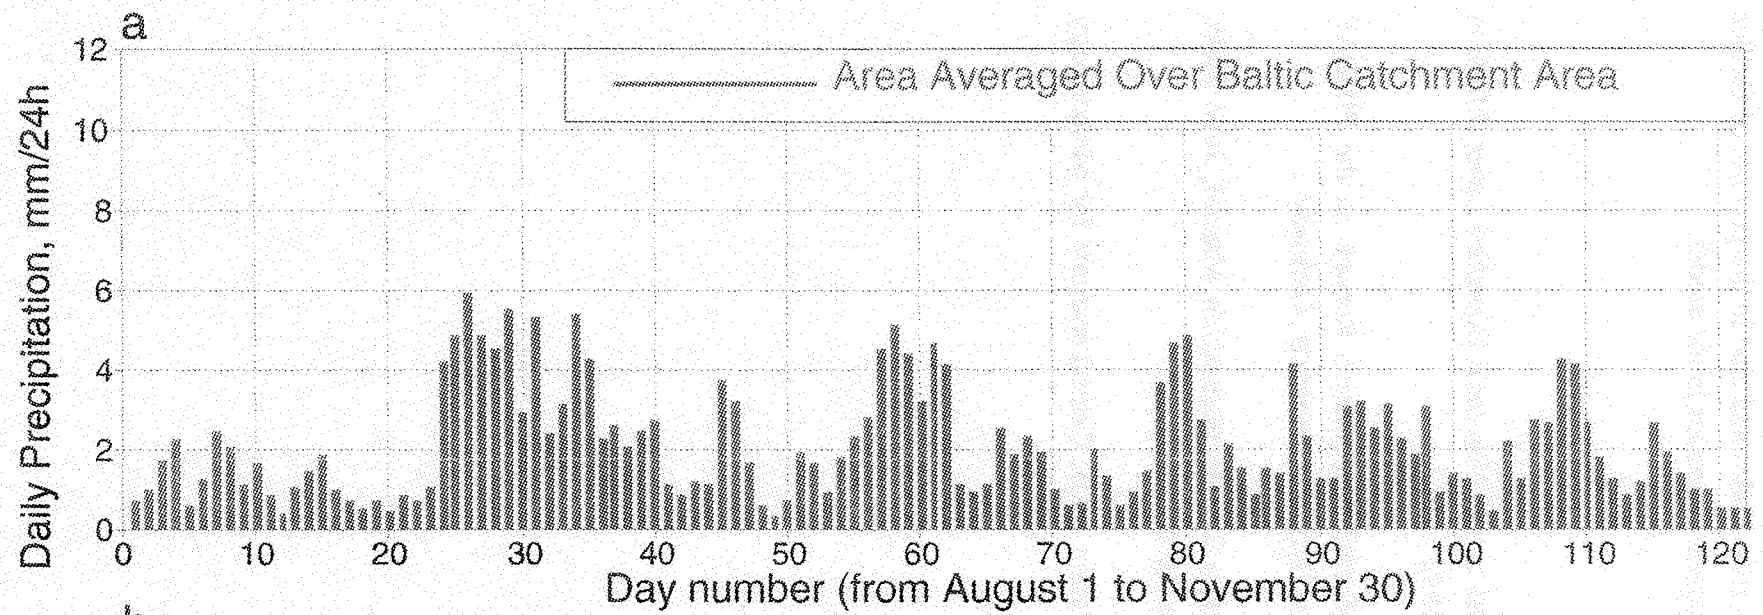 a
12
Area Averaged Over Baltic Catchment Area
10
8
6
4
2
0
Daily Precipitation, mm/24h
0 10 20 30 40 50 60 70 80 90 100 110 120
Day number (from August 1 to November 30)